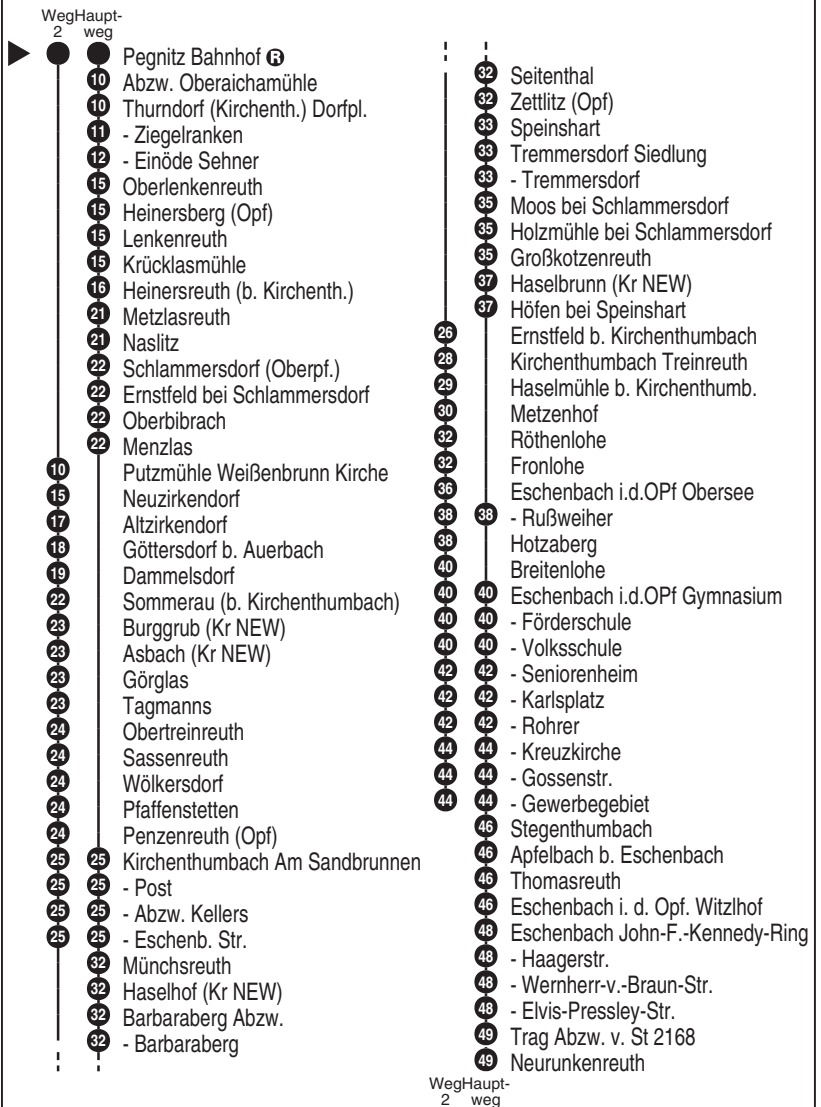 WegHaupt-
2 weg
Pegnitz Bahnhof R
10 Abzw. Oberaichamühle
10 Thurndorf (Kirchenth.) Dorfpl.
11 - Ziegelranken
12 - Einöde Sehner
15 Oberlenkenreuth
15 Heinersberg (Opf)
15 Lenkenreuth
15 Krücklasmühle
16 Heinersreuth (b. Kirchenth.)
21 Metzlasreuth
21 Naslitz
22 Schlammersdorf (Oberpf.)
22 Ernstfeld bei Schlammersdorf
22 Oberbibrach
22 Menzlas
10 Putzmühle Weißenbrunn Kirche
15 Neuzirkendorf
17 Altzirkendorf
18 Göttersdorf b. Auerbach
19 Dammelsdorf
22 Sommerau (b. Kirchenthumbach)
23 Burggrub (Kr NEW)
23 Asbach (Kr NEW)
23 Görglas
23 Tagmanns
24 Obertreinreuth
24 Sassenreuth
24 Wölkersdorf
24 Pfaffenstetten
24 Penzenreuth (Opf)
25 25 Kirchenthumbach Am Sandbrunnen
25 25 - Post
25 25 - Abzw. Kellers
25 25 - Eschenb. Str.
32 Münchsreuth
32 Haselhof (Kr NEW)
32 Barbaraberg Abzw.
32 - Barbaraberg
32 Seitenthal
32 Zettlitz (Opf)
33 Speinshart
33 Tremmersdorf Siedlung
33 - Tremmersdorf
35 Moos bei Schlammersdorf
35 Holzmühle bei Schlammersdorf
35 Großkotzenreuth
37 Haselbrunn (Kr NEW)
37 Höfen bei Speinshart
26 Ernstfeld b. Kirchenthumbach
28 Kirchenthumbach Treinreuth
29 Haselmühle b. Kirchenthumb.
30 Metzenhof
32 Röthenlohe
32 Fronlohe
36 Eschenbach i.d.OPf Obersee
38 38 - Rußweiher
38 Hotzaberg
40 Breitenlohe
40 40 Eschenbach i.d.OPf Gymnasium
40 40 - Förderschule
40 40 - Volksschule
42 42 - Seniorenheim
42 42 - Karlsplatz
42 42 - Rohrer
44 44 - Kreuzkirche
44 44 - Gossenstr.
44 44 - Gewerbegebiet
46 Stegenthumbach
46 Apfelbach b. Eschenbach
46 Thomasreuth
46 Eschenbach i. d. Opf. Witzlhof
48 Eschenbach John-F.-Kennedy-Ring
48 - Haagerstr.
48 - Wernherr-v.-Braun-Str.
48 - Elvis-Pressley-Str.
49 Trag Abzw. v. St 2168
49 Neurunkenreuth
WegHaupt-
2 weg